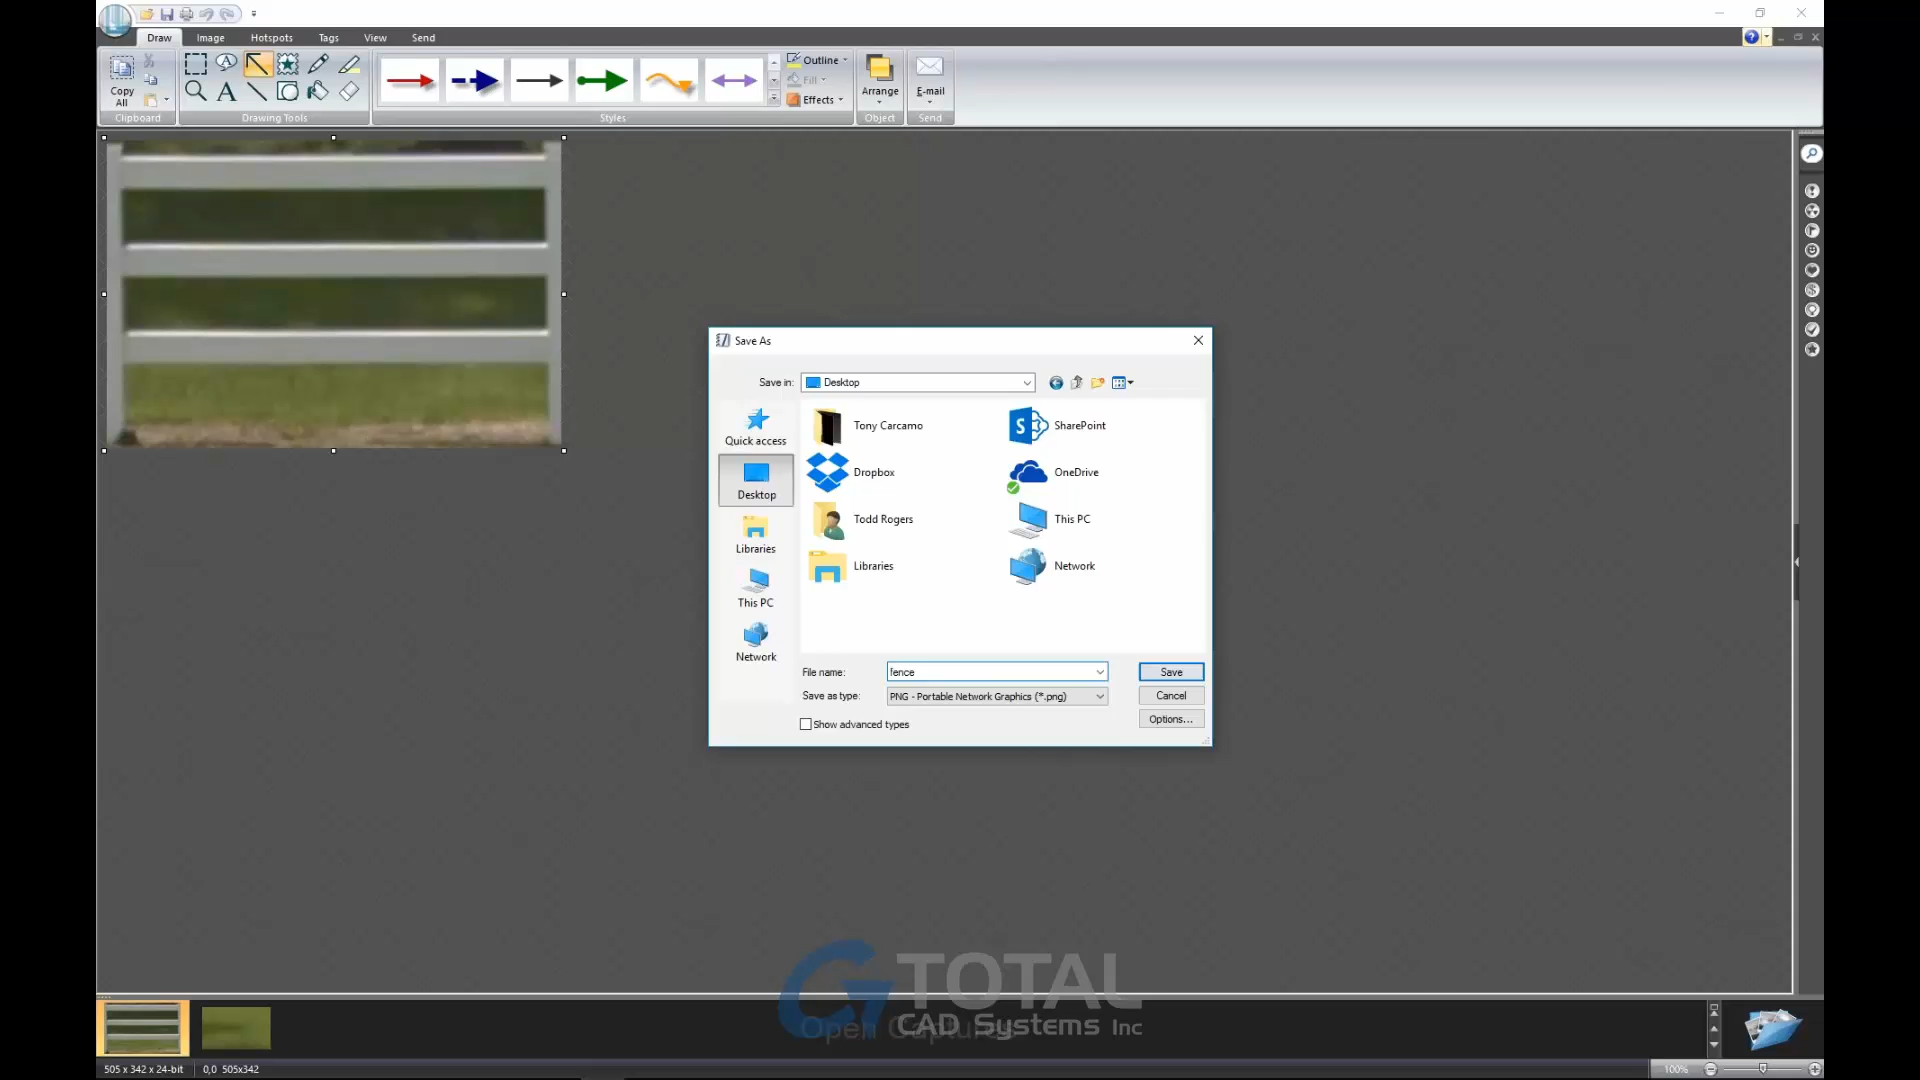 Draw
Image
Hotspots
Tags
View
Send
Copy All
Clipboard
A
A
Drawing Tools
Styles
Outline
Fill
Effects
Arrange
Object
E-mail
Send
Save As
Save in:
Desktop
Quick access
Desktop
Libraries
This PC
Network
Tony Carcamo
SharePoint
Dropbox
OneDrive
Todd Rogers
This PC
Libraries
Network
File name:
fence
Save
Save as type:
PNG - Portable Network Graphics (*.png)
Cancel
Show advanced types
Options...
TOTAL
CAD Systems Inc
Open Captures
505 x 342 x 24-bit
0,0 505x342
100%